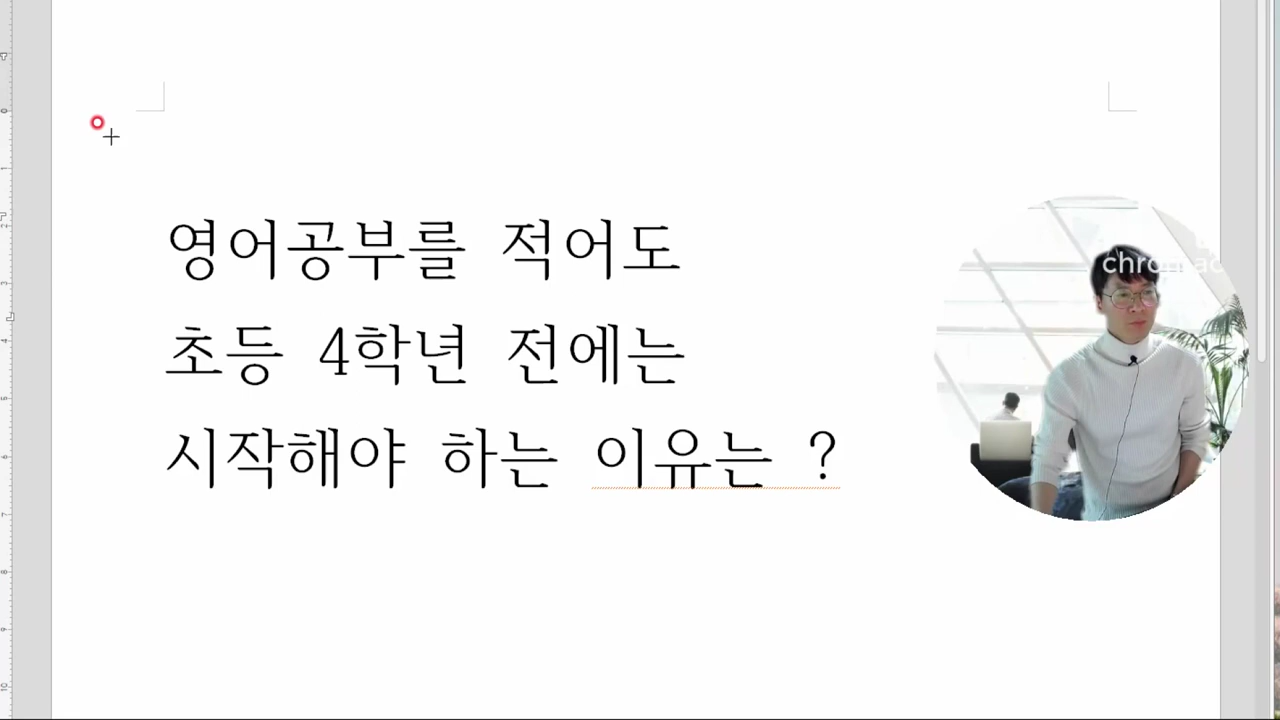 영어공부를 적어도
초등 4학년 전에는
시작해야 하는 이유는 ?